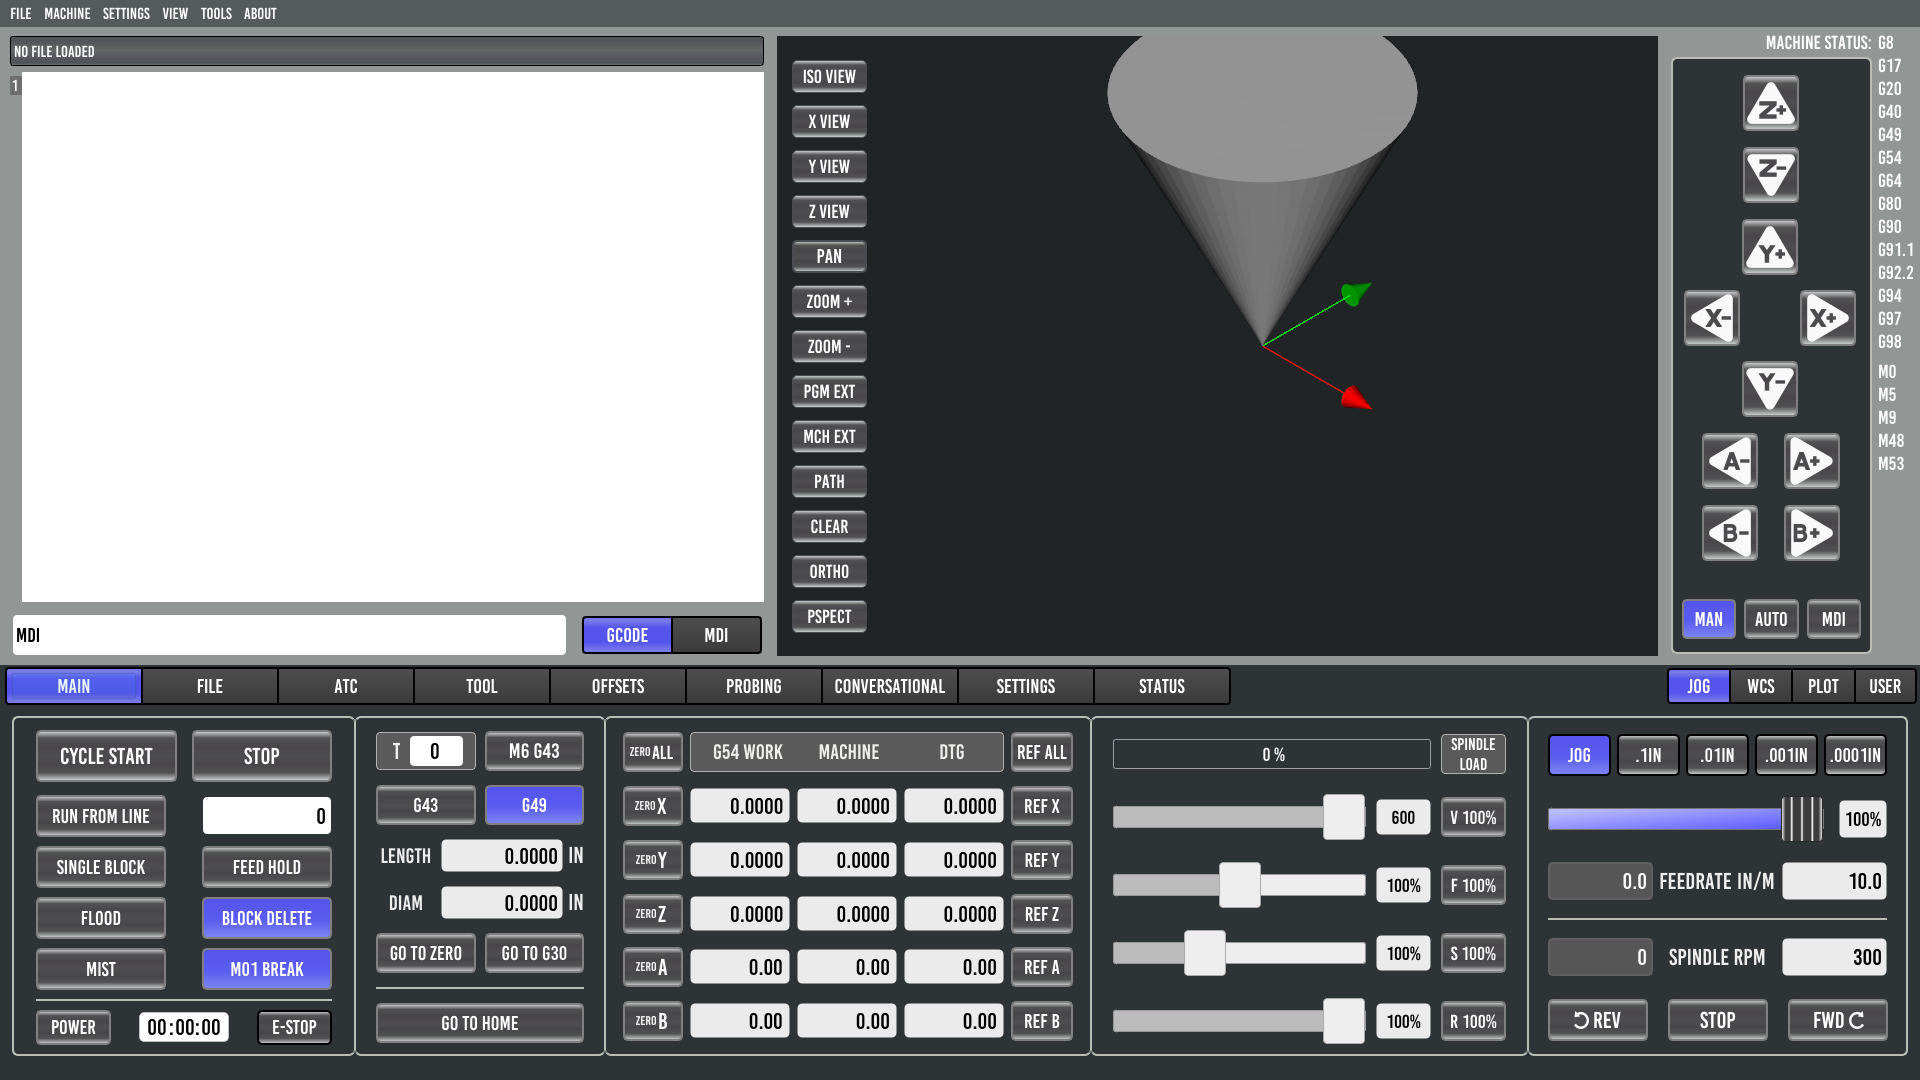 FILE MACHINE SETTINGS VIEW TOOLS ABOUT
NO FILE LOADED
1
MDI
GCODE MDI
ISO VIEW
X VIEW
Y VIEW
Z VIEW
PAN
ZOOM +
ZOOM -
PGM EXT
MCH EXT
PATH
CLEAR
ORTHO
PSPECT
MACHINE STATUS: G8
G17
G20
G40
G49
G54
G64
G80
G90
G91.1
G92.2
G94
G97
G98
M0
M5
M9
M48
M53
Z+
Z-
Y+
X- X+
Y-
A- A+
B- B+
MAN AUTO MDI
MAIN FILE ATC TOOL OFFSETS PROBING CONVERSATIONAL SETTINGS STATUS
JOG WCS PLOT USER
CYCLE START STOP
RUN FROM LINE 0
SINGLE BLOCK FEED HOLD
FLOOD BLOCK DELETE
MIST M01 BREAK
POWER 00:00:00 E-STOP
T 0 M6 G43
G43 G49
LENGTH 0.0000 IN
DIAM 0.0000 IN
GO TO ZERO GO TO G30
GO TO HOME
ZERO ALL G54 WORK MACHINE DTG REF ALL
ZERO X 0.0000 0.0000 0.0000 REF X
ZERO Y 0.0000 0.0000 0.0000 REF Y
ZERO Z 0.0000 0.0000 0.0000 REF Z
ZERO A 0.00 0.00 0.00 REF A
ZERO B 0.00 0.00 0.00 REF B
0 % SPINDLE LOAD
600 V 100%
100% F 100%
100% S 100%
100% R 100%
JOG .1IN .01IN .001IN .0001IN
100%
0.0 FEEDRATE IN/M 10.0
0 SPINDLE RPM 300
REV STOP FWD